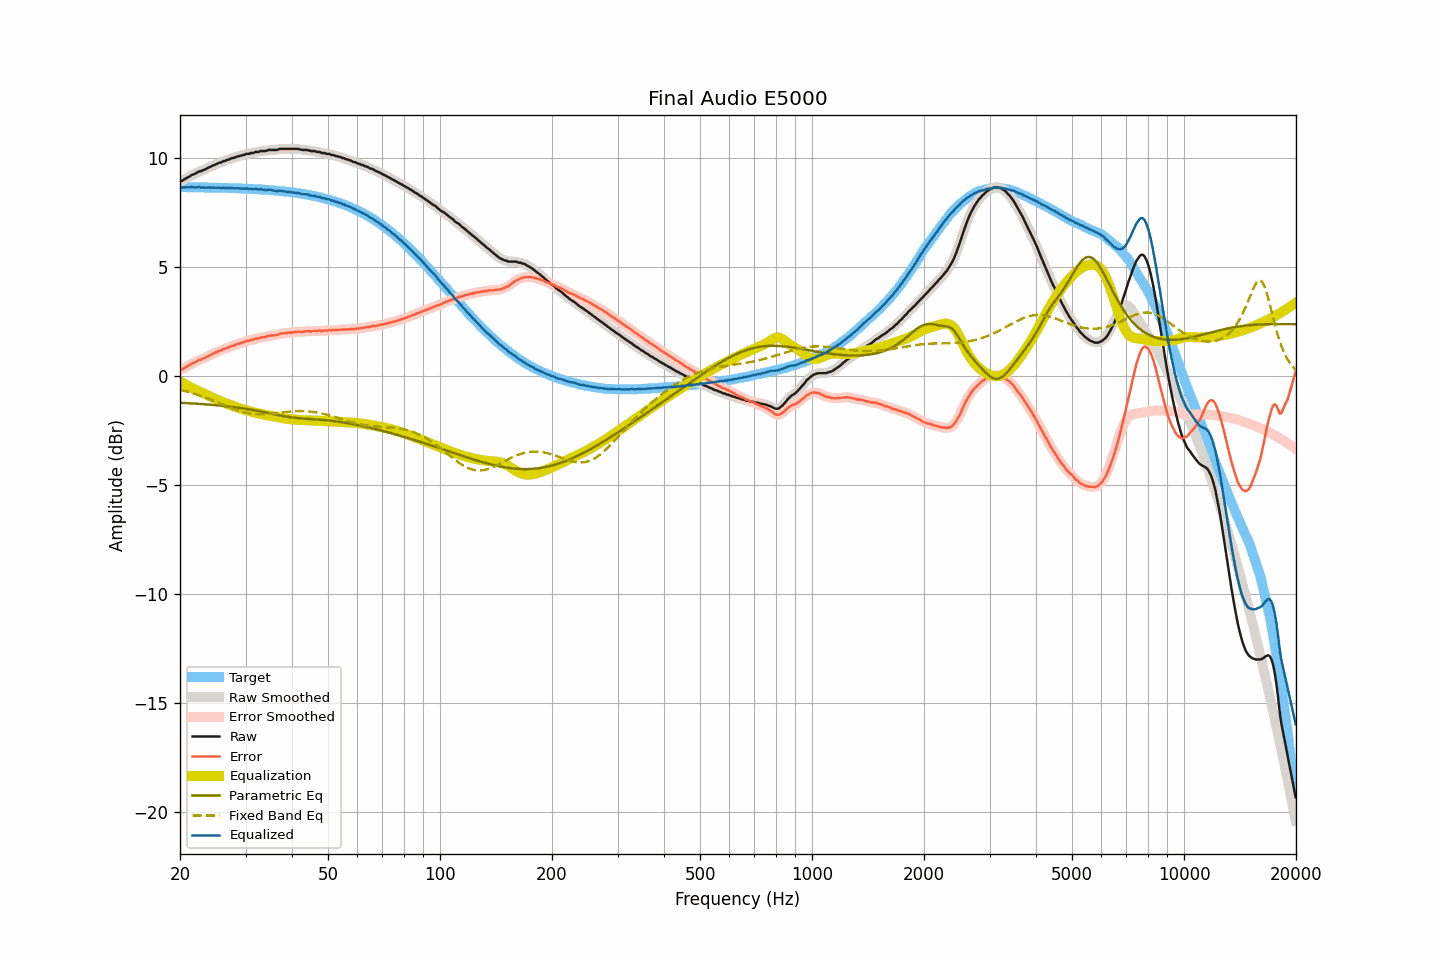 Final Audio E5000
Amplitude (dBr)
10
5
0
−5
−10
−15
−20
Target
Raw Smoothed
Error Smoothed
Raw
Error
Equalization
Parametric Eq
Fixed Band Eq
Equalized
20 50 100 200 500 1000 2000 5000 10000 20000
Frequency (Hz)